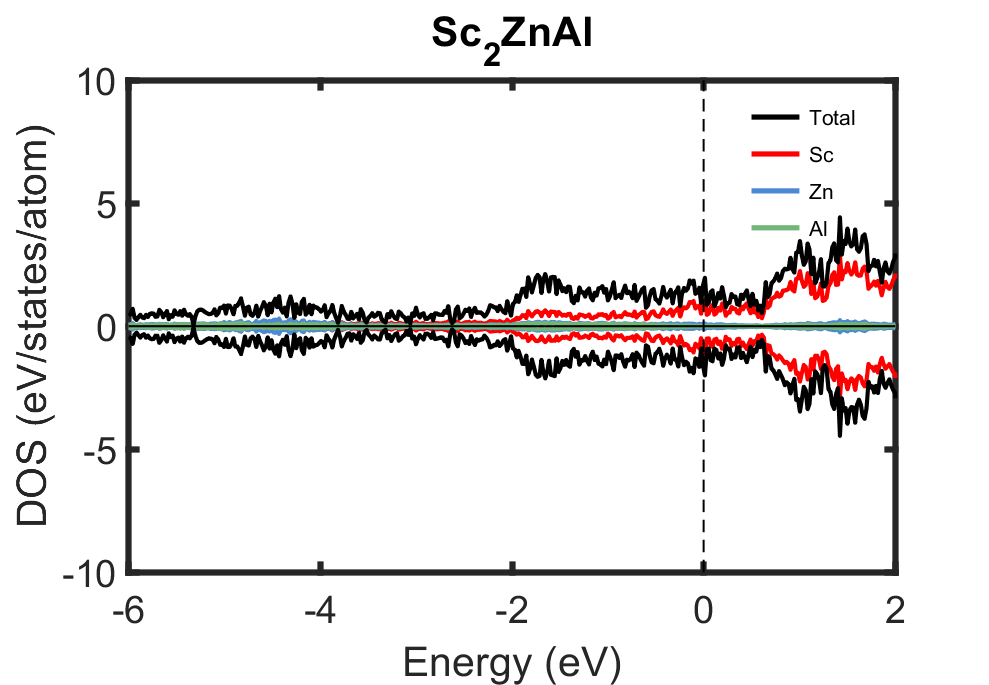 Sc₂ZnAl
10
5
0
-5
-10
DOS (eV/states/atom)
Total
Sc
Zn
Al
-6 -4 -2 0 2
Energy (eV)